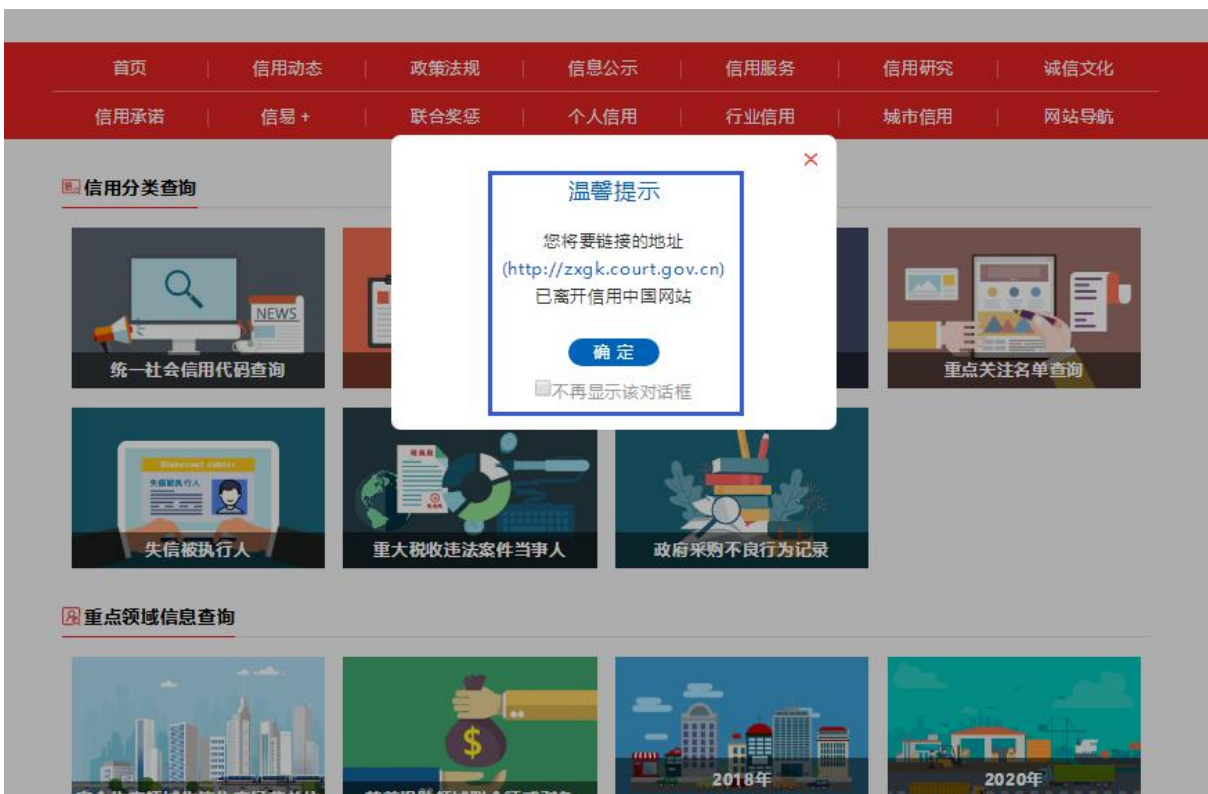 首页 信用动态 政策法规 信息公示 信用服务 信用研究 诚信文化
信用承诺 信易 + 联合奖惩 个人信用 行业信用 城市信用 网站导航
信用分类查询
温馨提示
您将要链接的地址
(http://zxgk.court.gov.cn)
已离开信用中国网站
确 定
不再显示该对话框
NEWS
统一社会信用代码查询
重点关注名单查询
失信被执行人
失信被执行人
重大税收违法案件当事人
政府采购不良行为记录
重点领域信息查询
$
2018年
2020年